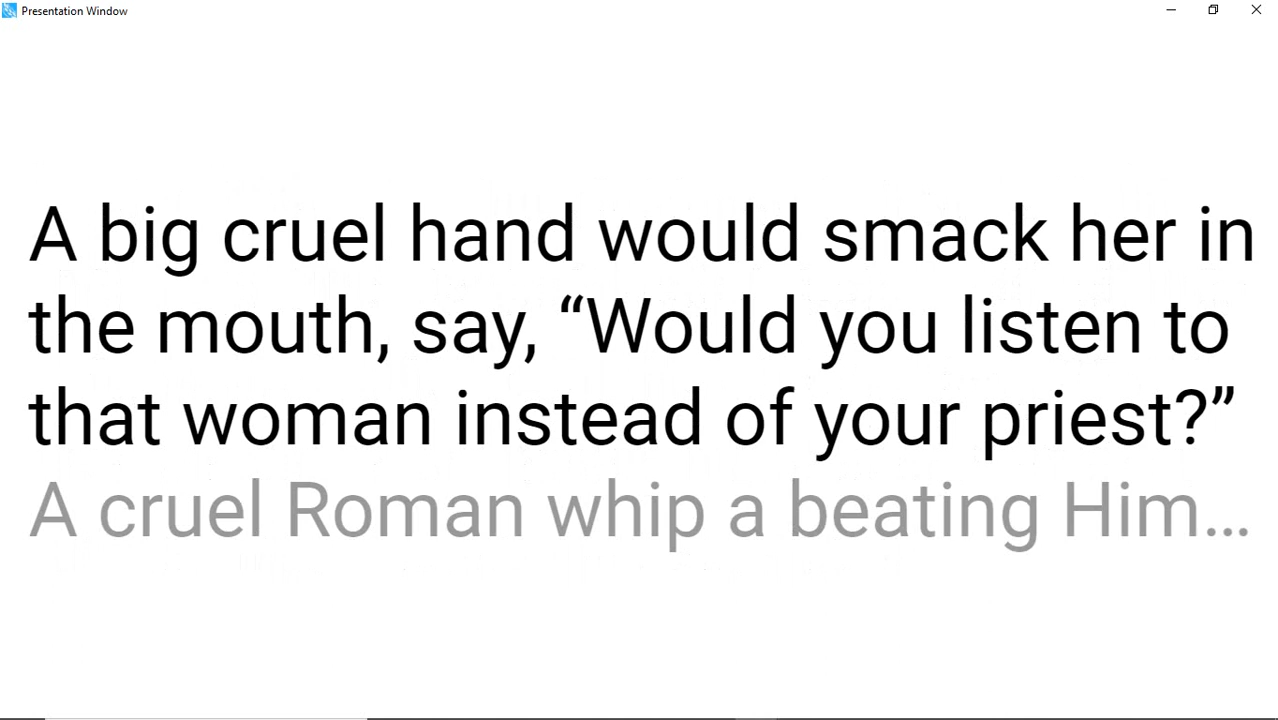 Presentation Window
A big cruel hand would smack her in
the mouth, say, “Would you listen to
that woman instead of your priest?”
A cruel Roman whip a beating Him…